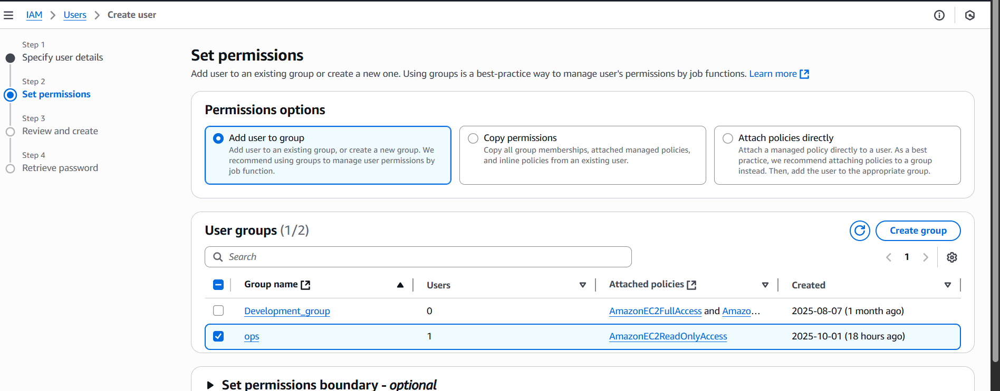 IAM > Users > Create user
Step 1
Specify user details
Step 2
Set permissions
Step 3
Review and create
Step 4
Retrieve password
Set permissions
Add user to an existing group or create a new one. Using groups is a best-practice way to manage user's permissions by job functions. Learn more
Permissions options
Add user to group
Add user to an existing group, or create a new group. We
recommend using groups to manage user permissions by
job function.
Copy permissions
Copy all group memberships, attached managed policies,
and inline policies from an existing user.
Attach policies directly
Attach a managed policy directly to a user. As a best
practice, we recommend attaching policies to a group
instead. Then, add the user to the appropriate group.
User groups (1/2)
Create group
Search
1
Group name Users Attached policies Created
Development_group 0 AmazonEC2FullAccess and Amazo... 2025-08-07 (1 month ago)
ops 1 AmazonEC2ReadOnlyAccess 2025-10-01 (18 hours ago)
Set permissions boundary - optional